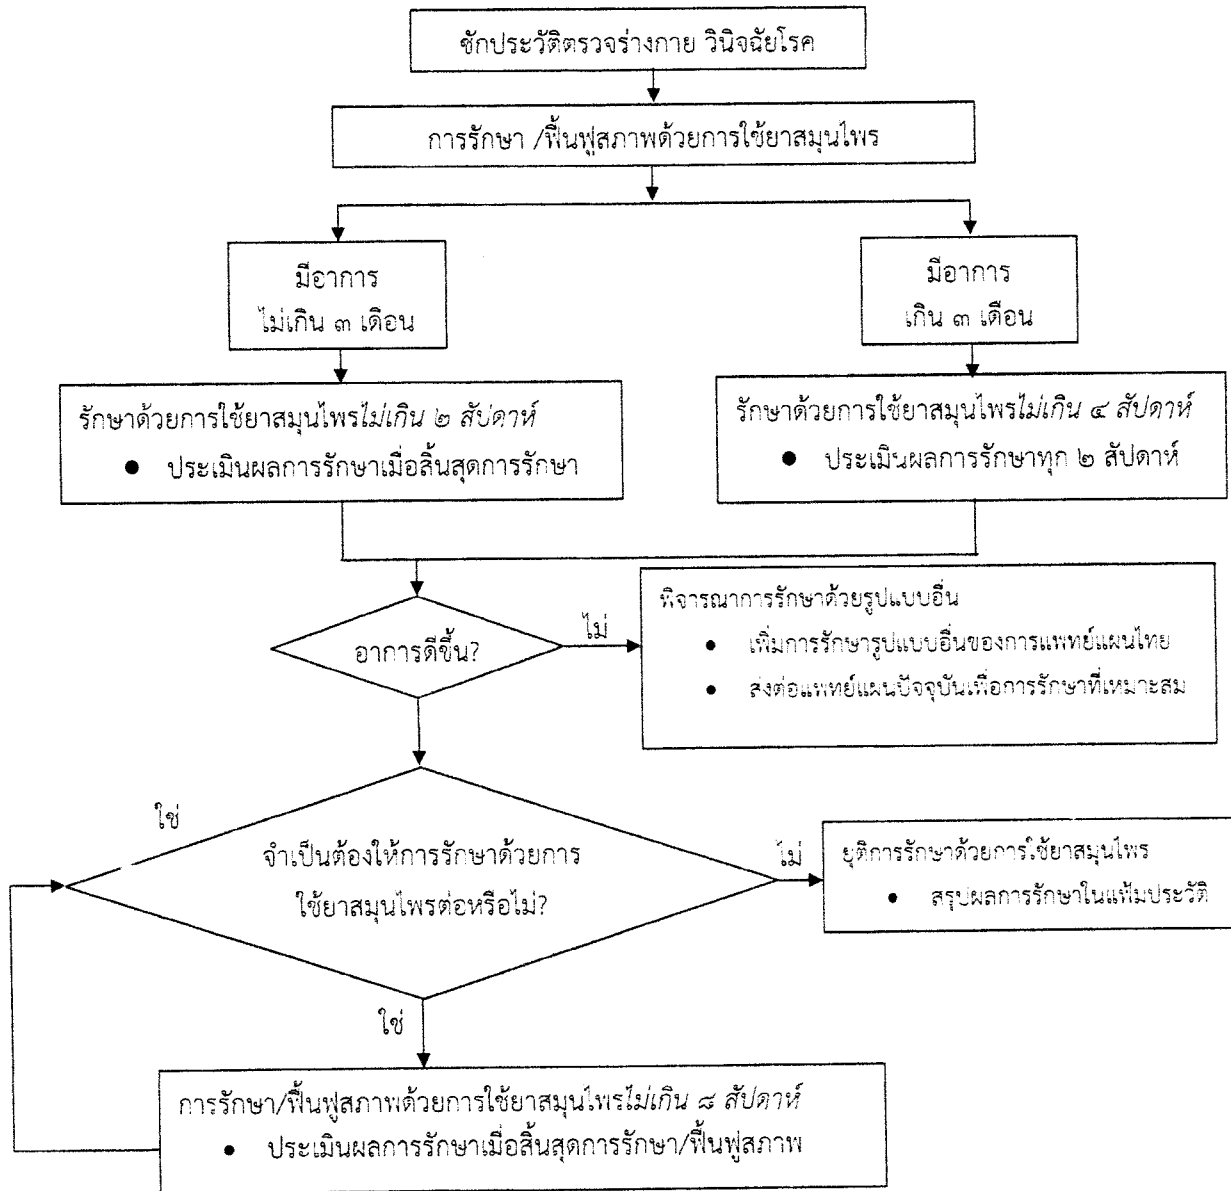 ซักประวัติตรวจร่างกาย วินิจฉัยโรค
การรักษา /ฟื้นฟูสภาพด้วยการใช้ยาสมุนไพร
มีอาการ
ไม่เกิน ๓ เดือน
มีอาการ
เกิน ๓ เดือน
รักษาด้วยการใช้ยาสมุนไพรไม่เกิน ๒ สัปดาห์
● ประเมินผลการรักษาเมื่อสิ้นสุดการรักษา
รักษาด้วยการใช้ยาสมุนไพรไม่เกิน ๔ สัปดาห์
● ประเมินผลการรักษาทุก ๒ สัปดาห์
อาการดีขึ้น?
ไม่
พิจารณาการรักษาด้วยรูปแบบอื่น
● เพิ่มการรักษารูปแบบอื่นของการแพทย์แผนไทย
● ส่งต่อแพทย์แผนปัจจุบันเพื่อการรักษาที่เหมาะสม
ใช่
จำเป็นต้องให้การรักษาด้วยการ
ใช้ยาสมุนไพรต่อหรือไม่?
ไม่
ยุติการรักษาด้วยการใช้ยาสมุนไพร
● สรุปผลการรักษาในแฟ้มประวัติ
ใช่
การรักษา/ฟื้นฟูสภาพด้วยการใช้ยาสมุนไพรไม่เกิน ๘ สัปดาห์
● ประเมินผลการรักษาเมื่อสิ้นสุดการรักษา/ฟื้นฟูสภาพ